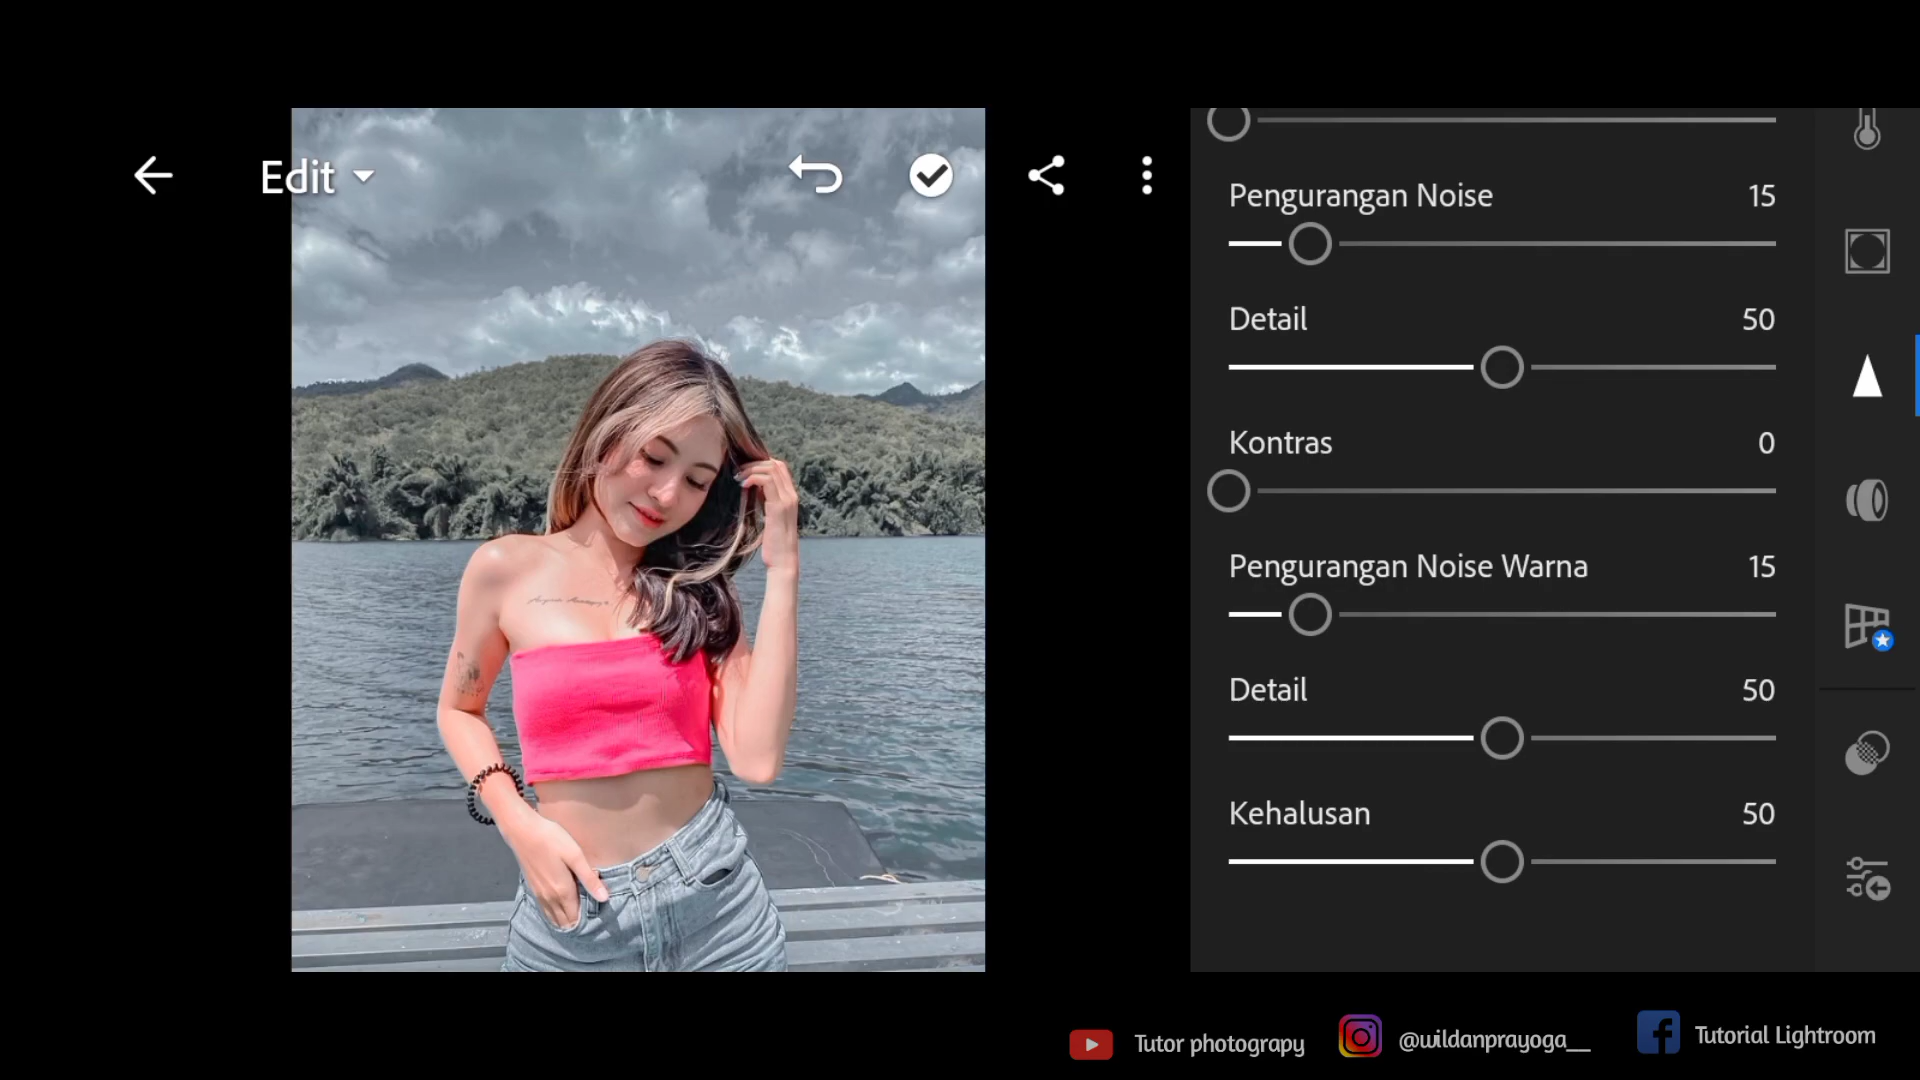 Edit
Pengurangan Noise 15
Detail 50
Kontras 0
Pengurangan Noise Warna 15
Detail 50
Kehalusan 50
Tutor photograpy @wildanprayoga__ Tutorial Lightroom